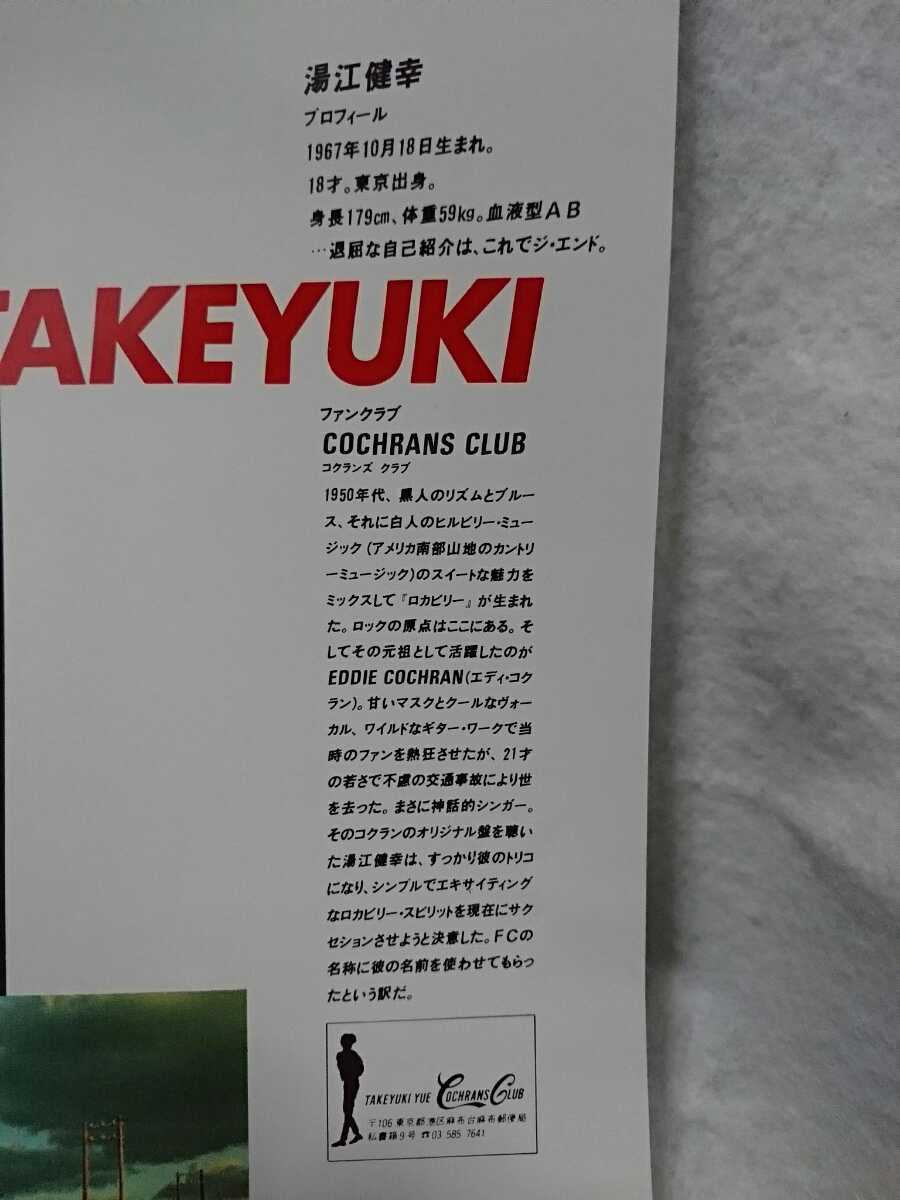 湯江健幸
プロフィール
1967年10月18日生まれ。
18才。東京出身。
身長179cm、体重59kg。血液型AB
…退屈な自己紹介は、これでジ・エンド。
TAKEYUKI
ファンクラブ
COCHRANS CLUB
コクランズ クラブ
1950年代、黒人のリズムとブルー
ス、それに白人のヒルビリー・ミュー
ジック(アメリカ南部山地のカントリ
ーミュージック)のスイートな魅力を
ミックスして『ロカビリー』が生まれ
た。ロックの原点はここにある。そ
してその元祖として活躍したのが
EDDIE COCHRAN(エディ・コク
ラン)。甘いマスクとクールなヴォー
カル、ワイルドなギター・ワークで当
時のファンを熱狂させたが、21才
の若さで不慮の交通事故により世
を去った。まさに神話的シンガー。
そのコクランのオリジナル盤を聴い
た湯江健幸は、すっかり彼のトリコ
になり、シンプルでエキサイティング
なロカビリー・スピリットを現在にサク
セションさせようと決意した。FCの
名称に彼の名前を使わせてもらっ
たという訳だ。
TAKEYUKI YUE COCHRANS CLUB
〒106 東京都港区麻布台麻布郵便局
私書箱9号 ☎03 585 7641